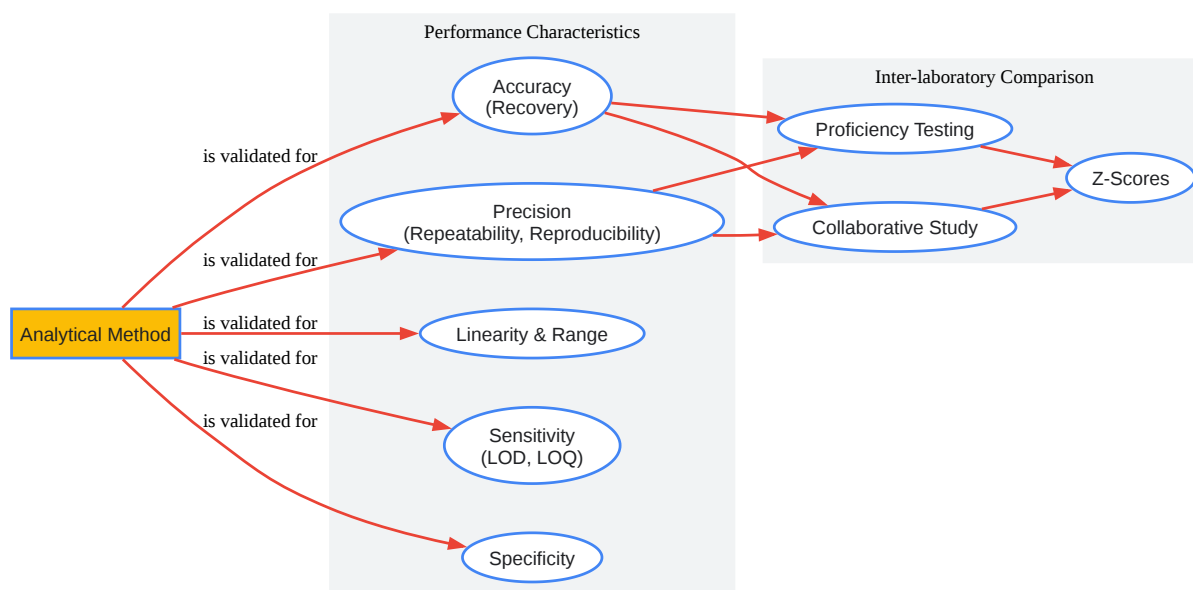 Performance Characteristics
Inter-laboratory Comparison
Accuracy
(Recovery)
Proficiency Testing
is validated for
Z-Scores
Precision
(Repeatability, Reproducibility)
Collaborative Study
is validated for
Analytical Method
is validated for
Linearity & Range
is validated for
is validated for
Sensitivity
(LOD, LOQ)
Specificity